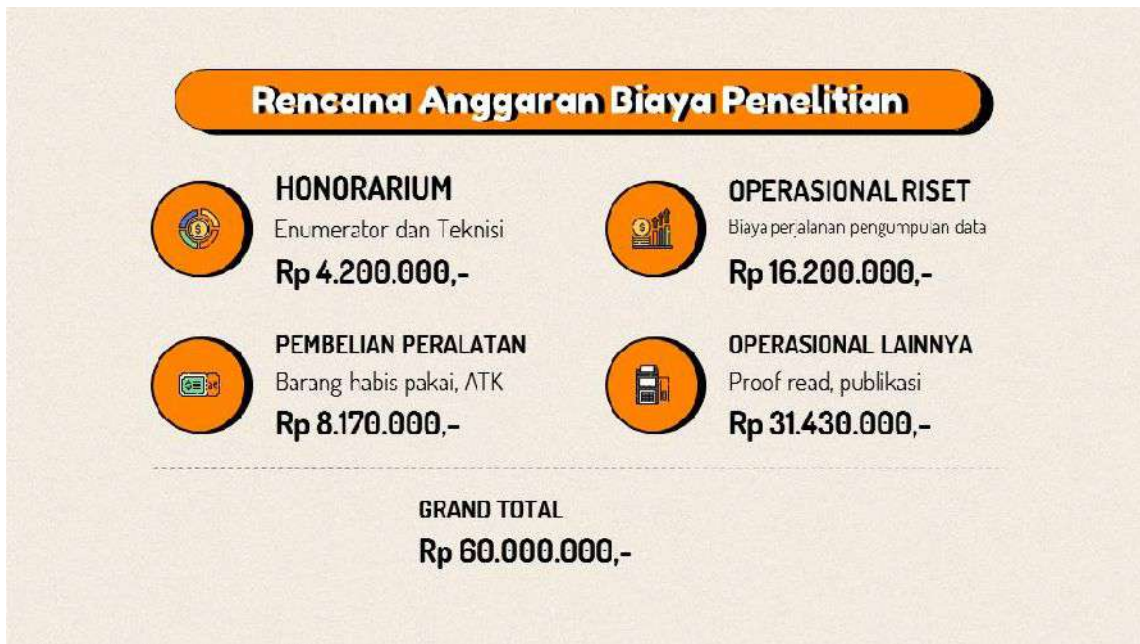 Rencana Anggaran Biaya Penelitian
HONORARIUM
Enumerator dan Teknisi
Rp 4.200.000,-
OPERASIONAL RISET
Biaya perjalanan pengumpulan data
Rp 16.200.000,-
PEMBELIAN PERALATAN
Barang habis pakai, ATK
Rp 8.170.000,-
OPERASIONAL LAINNYA
Proof read, publikasi
Rp 31.430.000,-
GRAND TOTAL
Rp 60.000.000,-